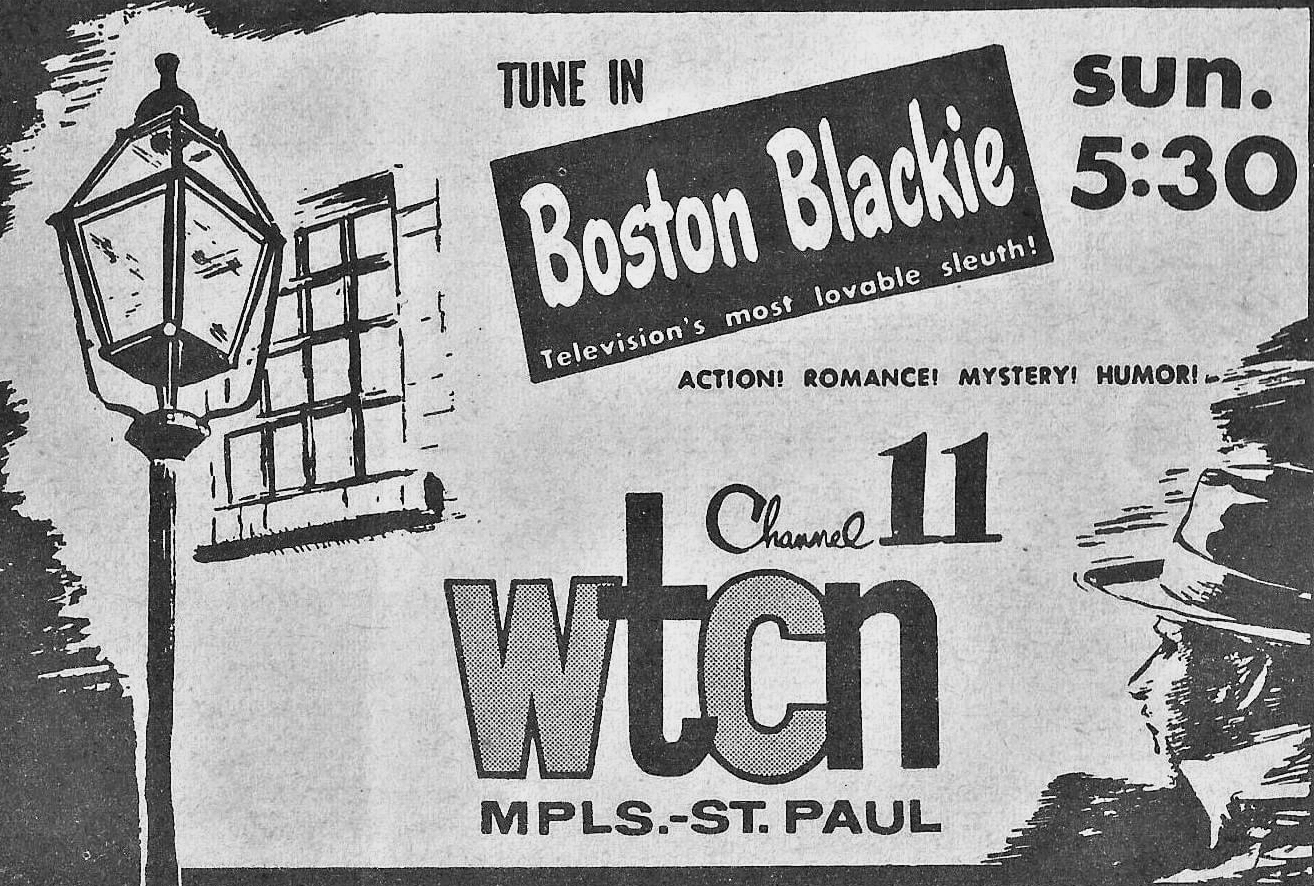 TUNE IN
Boston Blackie
Television's most lovable sleuth!
sun.
5:30
ACTION! ROMANCE! MYSTERY! HUMOR!
Channel 11
wtcn
MPLS.-ST. PAUL